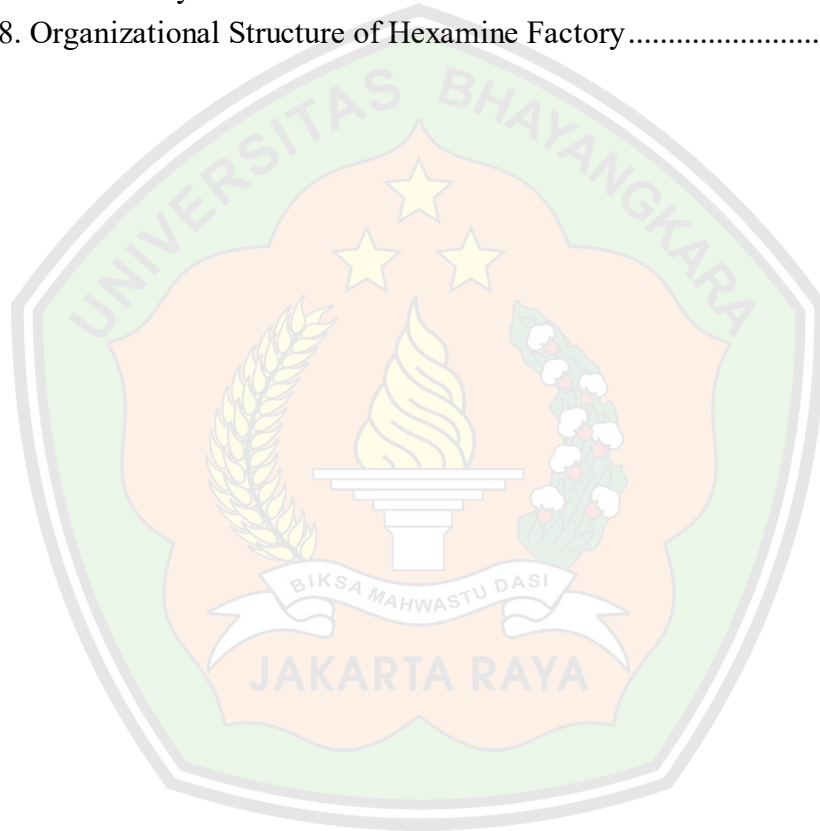 8. Organizational Structure of Hexamine Factory........................
UNIVERSITAS BHAYANGKARA
BIKSA MAHWASTU DASI
JAKARTA RAYA